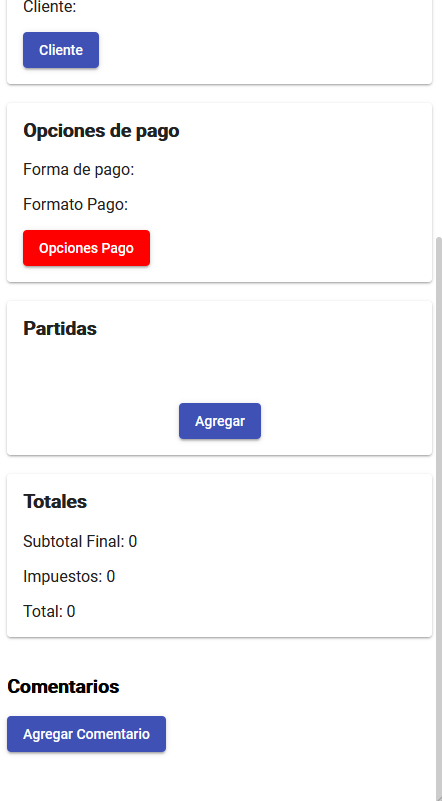 Cliente:
Cliente
Opciones de pago
Forma de pago:
Formato Pago:
Opciones Pago
Partidas
Agregar
Totales
Subtotal Final: 0
Impuestos: 0
Total: 0
Comentarios
Agregar Comentario